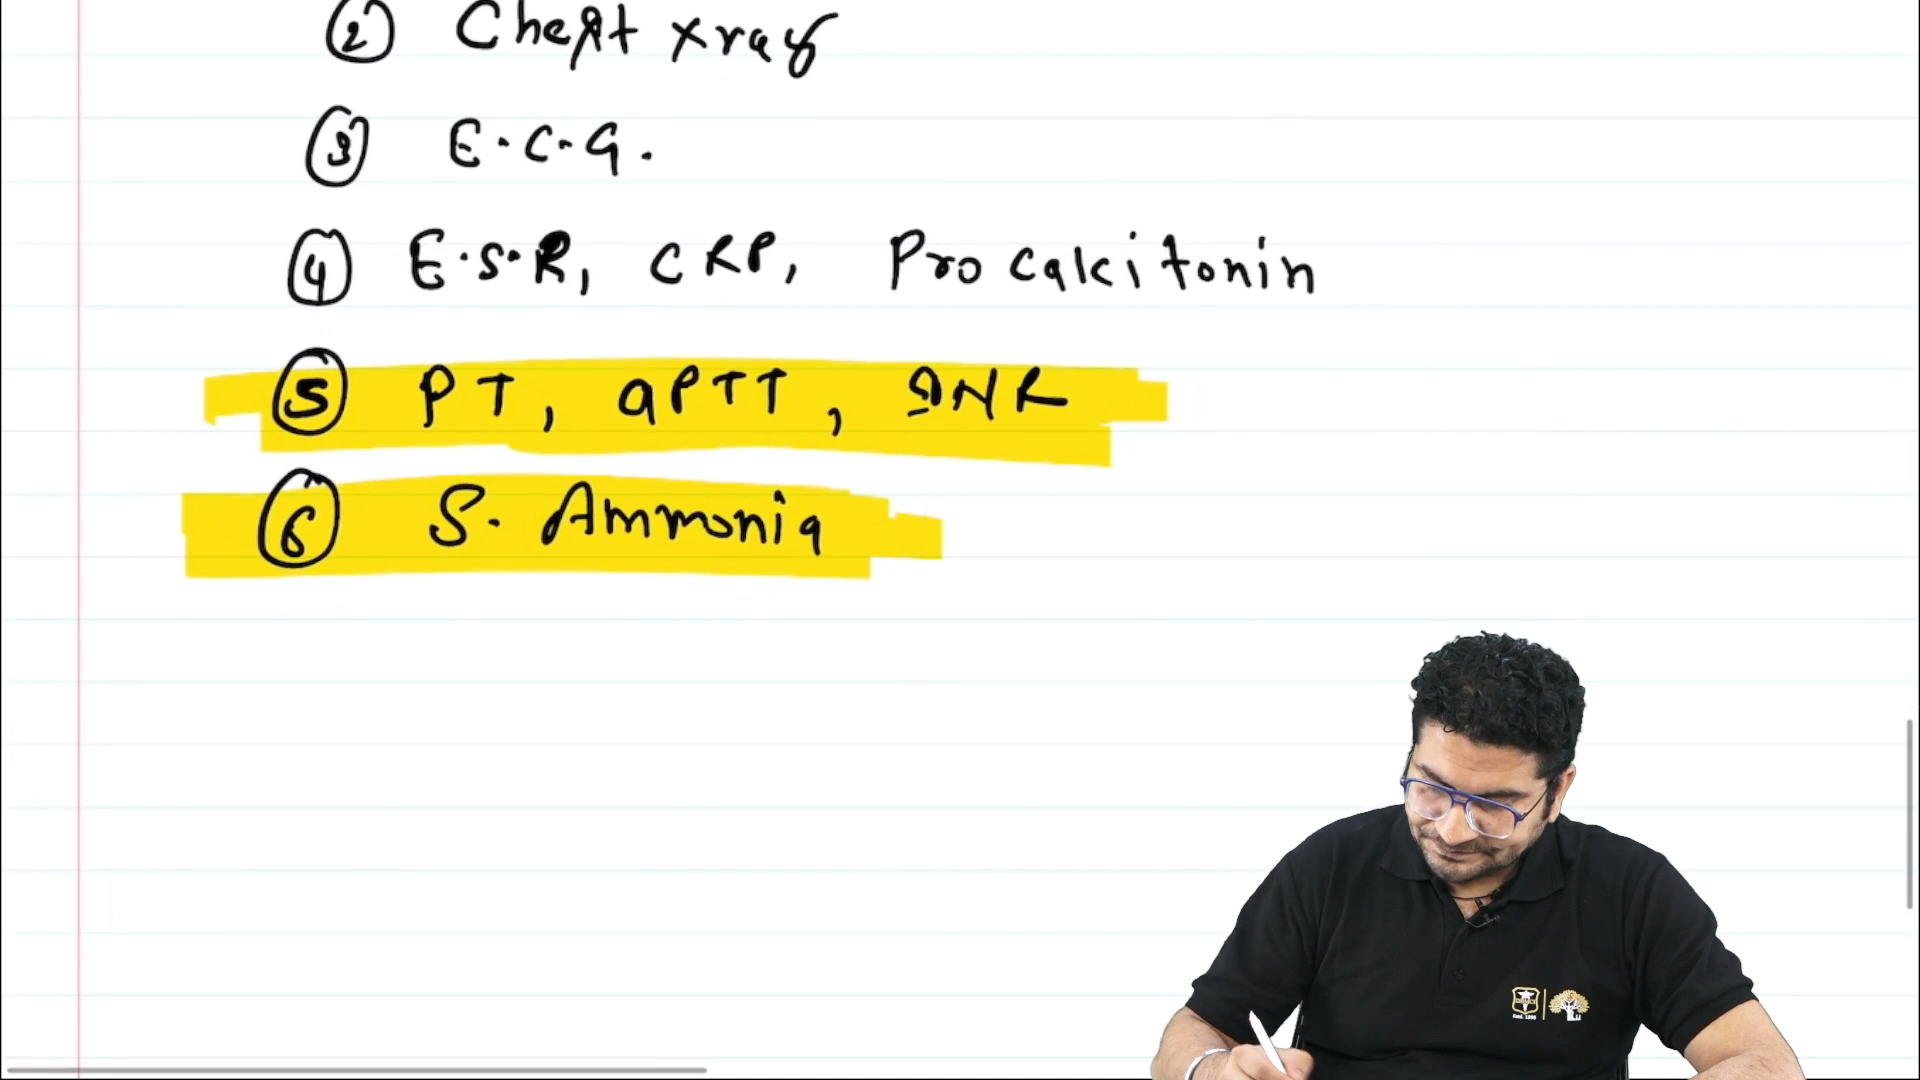 ② Chest xray
③ E.C.G.
④ E.S.R, CRP, Procalcitonin
⑤ PT, aPTT, INR
⑥ S. Ammonia